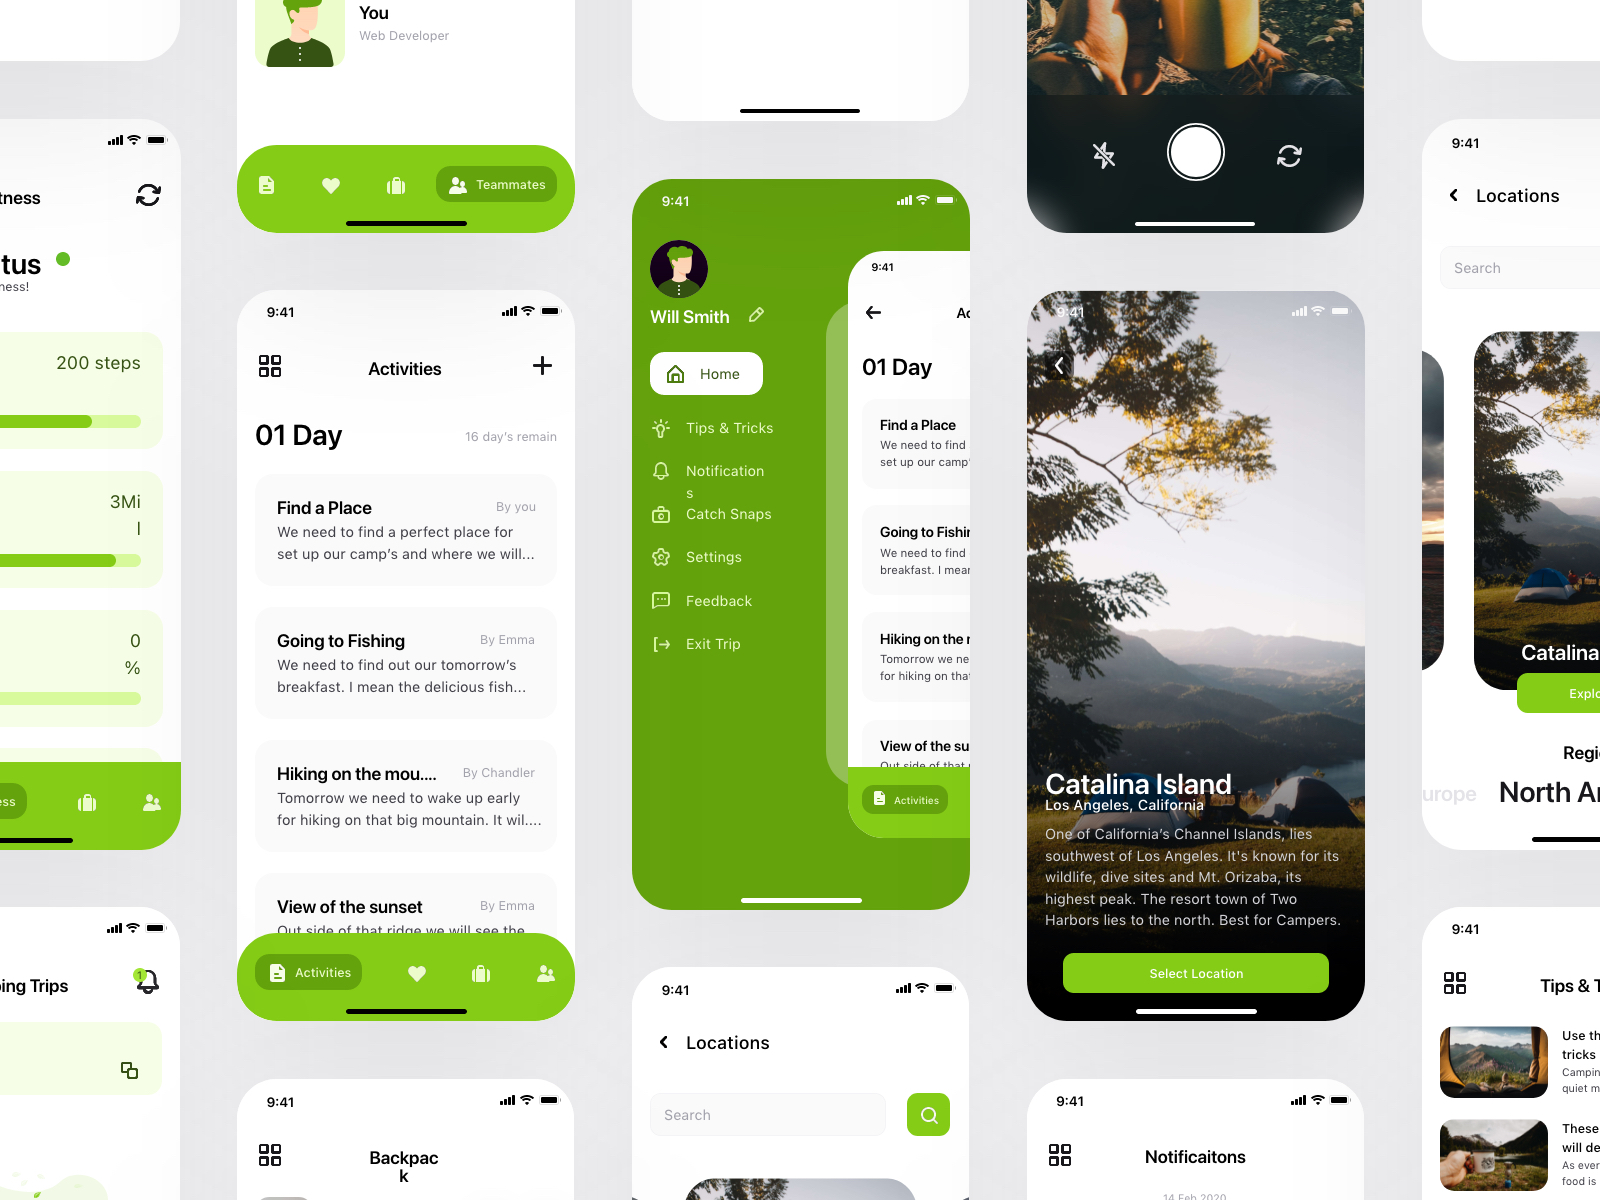 tness
tus
ness!
200 steps
3Mi
l
0
%
ess
ing Trips
1
You
Web Developer
Teammates
9:41
Activities
01 Day
16 day's remain
Find a Place
By you
We need to find a perfect place for
set up our camp's and where we will...
Going to Fishing
By Emma
We need to find out our tomorrow's
breakfast. I mean the delicious fish...
Hiking on the mou....
By Chandler
Tomorrow we need to wake up early
for hiking on that big mountain. It wil....
View of the sunset
By Emma
Out side of that ridge we will see the
Activities
9:41
Backpac
k
9:41
Will Smith
Home
Tips & Tricks
Notification
s
Catch Snaps
Settings
Feedback
Exit Trip
9:41
Ac
01 Day
Find a Place
We need to find
set up our camp'
Going to Fishin
We need to find
breakfast. I mean
Hiking on the m
Tomorrow we ne
for hiking on that
View of the su
Out side of that
Activities
9:41
Locations
Search
9:41
Catalina Island
Los Angeles, California
One of California's Channel Islands, lies
southwest of Los Angeles. It's known for its
wildlife, dive sites and Mt. Orizaba, its
highest peak. The resort town of Two
Harbors lies to the north. Best for Campers.
Select Location
9:41
Notificaitons
14 Feb 2020
9:41
Locations
Search
Catalina
Explo
Regi
urope
North Ar
9:41
Tips & T
Use th
tricks
Campin
quiet m
These
will de
As ever
food is